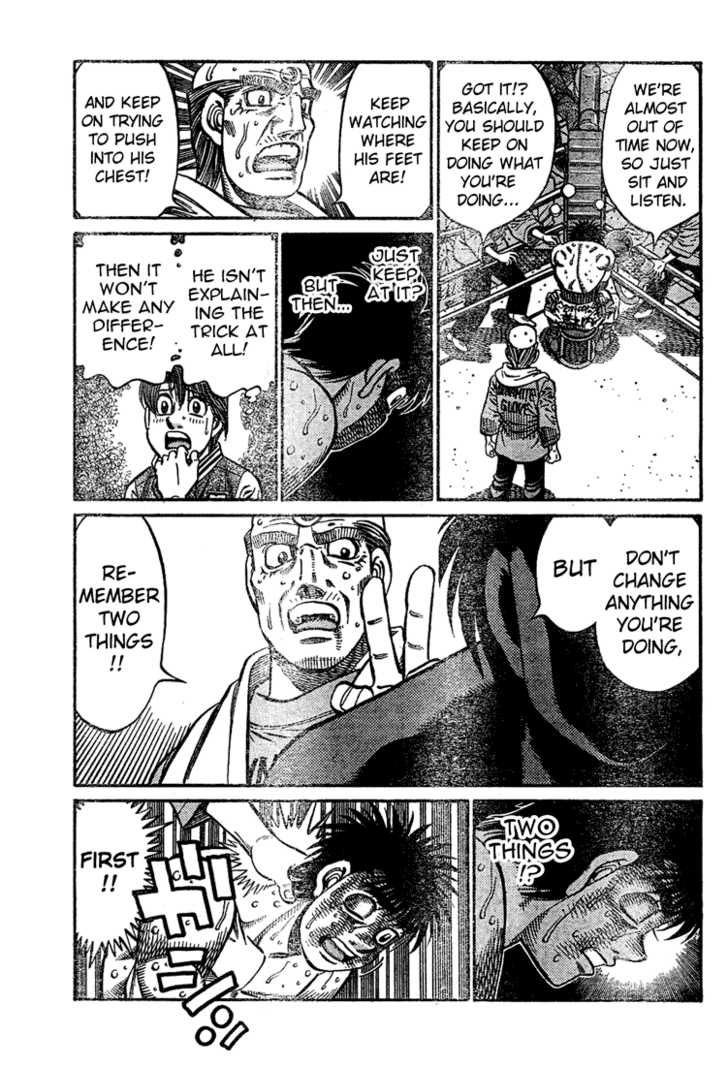 WE'RE
ALMOST
OUT OF
TIME NOW,
SO JUST
SIT AND
LISTEN.
GOT IT!?
BASICALLY,
YOU SHOULD
KEEP ON
DOING WHAT
YOU'RE
DOING...
KEEP
WATCHING
WHERE
HIS FEET
ARE!
AND KEEP
ON TRYING
TO PUSH
INTO HIS
CHEST!
JUST
KEEP
AT IT?
BUT
THEN...
HE ISN'T
EXPLAIN-
ING THE
TRICK AT
ALL!
THEN IT
WON'T
MAKE ANY
DIFFER-
ENCE!
DON'T
CHANGE
ANYTHING
YOU'RE
DOING,
BUT
RE-
MEMBER
TWO
THINGS
!!
TWO
THINGS
!?
FIRST
!!
ギシ